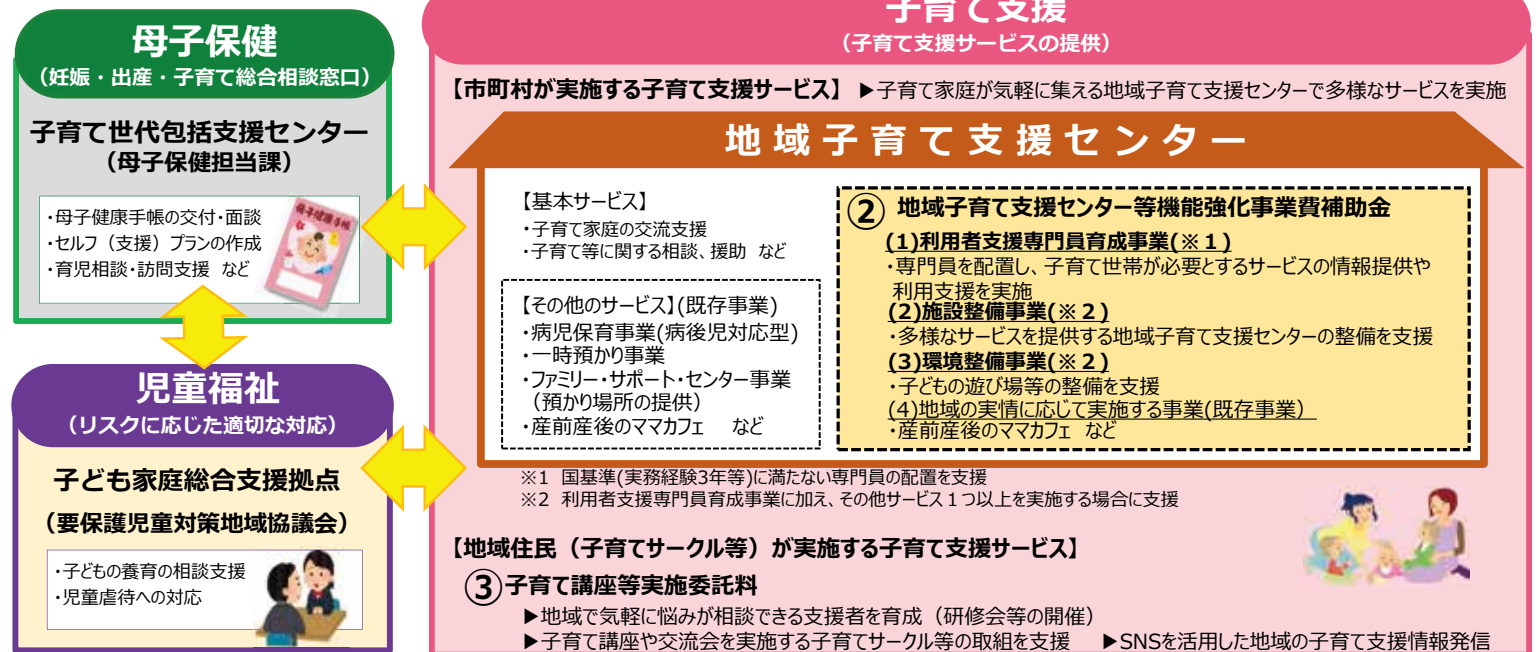 母子保健
（妊娠・出産・子育て総合相談窓口）
子育て世代包括支援センター
（母子保健担当課）
・母子健康手帳の交付・面談
・セルフ（支援）プランの作成
・育児相談・訪問支援　など
母子健康手帳
児童福祉
（リスクに応じた適切な対応）
子ども家庭総合支援拠点
（要保護児童対策地域協議会）
・子どもの養育の相談支援
・児童虐待への対応
子育て支援
（子育て支援サービスの提供）
【市町村が実施する子育て支援サービス】 ▶子育て家庭が気軽に集える地域子育て支援センターで多様なサービスを実施
地域子育て支援センター
【基本サービス】
・子育て家庭の交流支援
・子育て等に関する相談、援助　など
【その他のサービス】(既存事業)
・病児保育事業(病後児対応型)
・一時預かり事業
・ファミリー・サポート・センター事業
（預かり場所の提供）
・産前産後のママカフェ　など
② 地域子育て支援センター等機能強化事業費補助金
(1)利用者支援専門員育成事業(※１)
・専門員を配置し、子育て世帯が必要とするサービスの情報提供や
利用支援を実施
(2)施設整備事業(※２)
・多様なサービスを提供する地域子育て支援センターの整備を支援
(3)環境整備事業(※２)
・子どもの遊び場等の整備を支援
(4)地域の実情に応じて実施する事業(既存事業）
・産前産後のママカフェ　など
※1　国基準(実務経験3年等)に満たない専門員の配置を支援
※2　利用者支援専門員育成事業に加え、その他サービス１つ以上を実施する場合に支援
【地域住民（子育てサークル等）が実施する子育て支援サービス】
③子育て講座等実施委託料
▶地域で気軽に悩みが相談できる支援者を育成（研修会等の開催）
▶子育て講座や交流会を実施する子育てサークル等の取組を支援　▶SNSを活用した地域の子育て支援情報発信